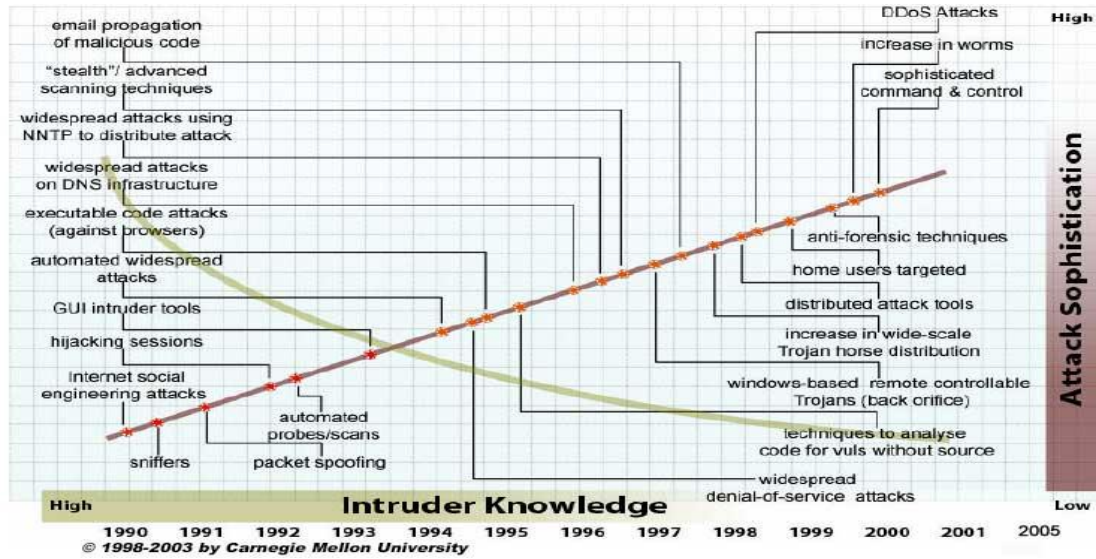 email propagation
of malicious code
"stealth"/ advanced
scanning techniques
widespread attacks using
NNTP to distribute attack
widespread attacks
on DNS infrastructure
executable code attacks
(against browsers)
automated widespread
attacks
GUI intruder tools
hijacking sessions
Internet social
engineering attacks
sniffers
automated
probes/scans
packet spoofing
DDoS Attacks
increase in worms
sophisticated
command & control
anti-forensic techniques
home users targeted
distributed attack tools
increase in wide-scale
Trojan horse distribution
windows-based remote controllable
Trojans (back orifice)
techniques to analyse
code for vuls without source
widespread
denial-of-service attacks
High
Attack Sophistication
Low
High
Intruder Knowledge
1990 1991 1992 1993 1994 1995 1996 1997 1998 1999 2000 2001 2005
© 1998-2003 by Carnegie Mellon University